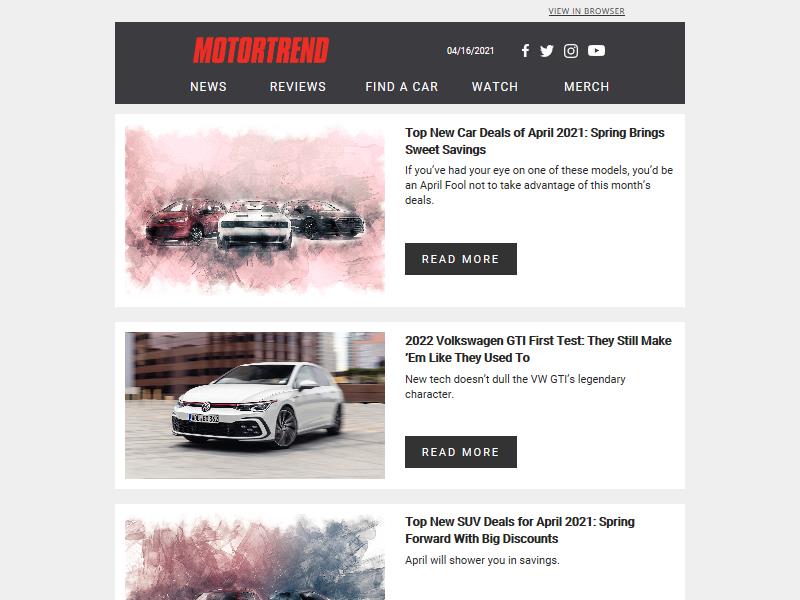 VIEW IN BROWSER
MOTORTREND
04/16/2021
NEWS REVIEWS FIND A CAR WATCH MERCH
Top New Car Deals of April 2021: Spring Brings
Sweet Savings
If you’ve had your eye on one of these models, you’d be
an April Fool not to take advantage of this month’s
deals.
READ MORE
2022 Volkswagen GTI First Test: They Still Make
’Em Like They Used To
New tech doesn’t dull the VW GTI’s legendary
character.
READ MORE
Top New SUV Deals for April 2021: Spring
Forward With Big Discounts
April will shower you in savings.